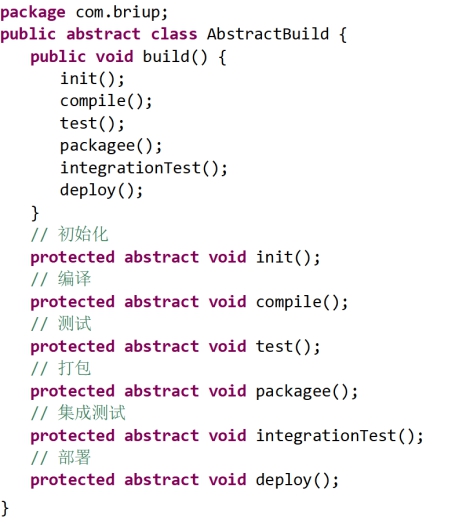 package com.briup;
public abstract class AbstractBuild {
public void build() {
init();
compile();
test();
packagee();
integrationTest();
deploy();
}
// 初始化
protected abstract void init();
// 编译
protected abstract void compile();
// 测试
protected abstract void test();
// 打包
protected abstract void packagee();
// 集成测试
protected abstract void integrationTest();
// 部署
protected abstract void deploy();
}